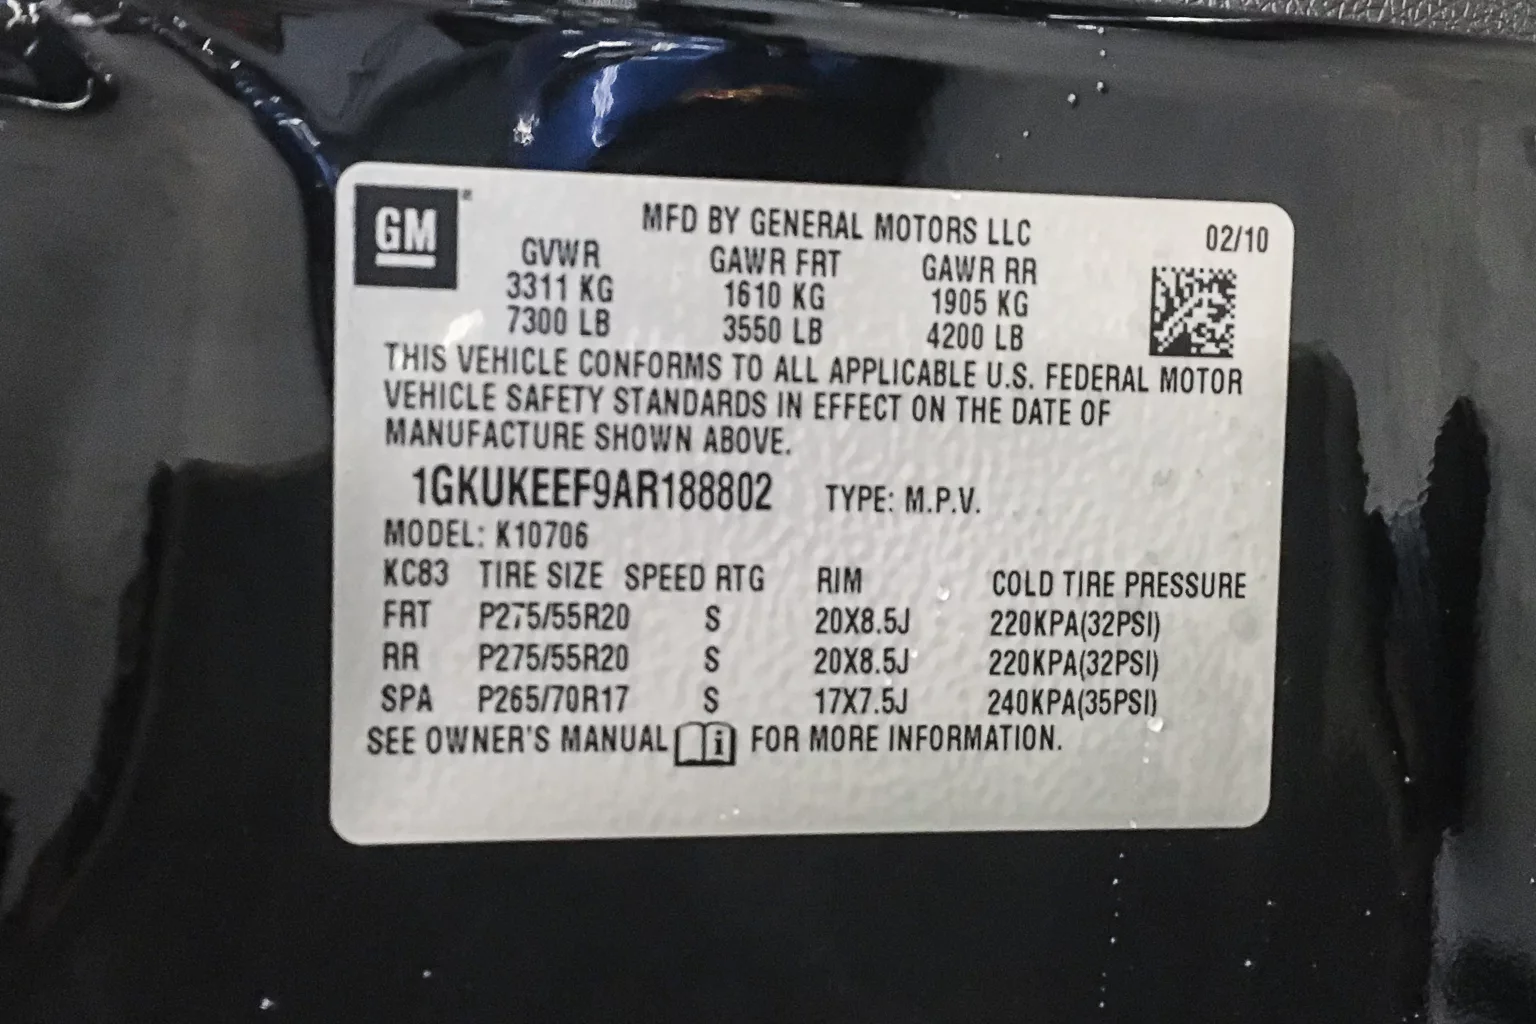 GM
MFD BY GENERAL MOTORS LLC 02/10
GVWR GAWR FRT GAWR RR
3311 KG 1610 KG 1905 KG
7300 LB 3550 LB 4200 LB
THIS VEHICLE CONFORMS TO ALL APPLICABLE U.S. FEDERAL MOTOR
VEHICLE SAFETY STANDARDS IN EFFECT ON THE DATE OF
MANUFACTURE SHOWN ABOVE.
1GKUKEEF9AR188802 TYPE: M.P.V.
MODEL: K10706
KC83 TIRE SIZE SPEED RTG RIM COLD TIRE PRESSURE
FRT P275/55R20 S 20X8.5J 220KPA(32PSI)
RR P275/55R20 S 20X8.5J 220KPA(32PSI)
SPA P265/70R17 S 17X7.5J 240KPA(35PSI)
SEE OWNER'S MANUAL i FOR MORE INFORMATION.